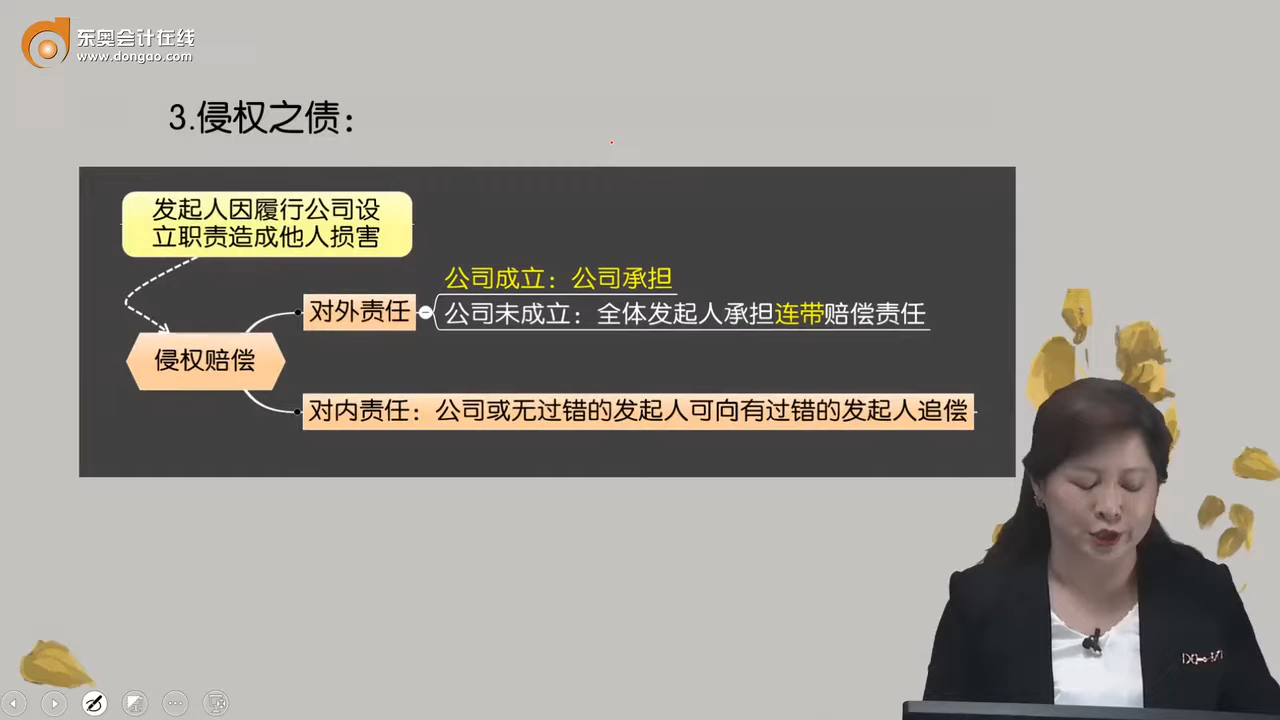 东奥会计在线
www.dongao.com
3.侵权之债：
发起人因履行公司设
立职责造成他人损害
公司成立：公司承担
对外责任
公司未成立：全体发起人承担连带赔偿责任
侵权赔偿
对内责任：公司或无过错的发起人可向有过错的发起人追偿